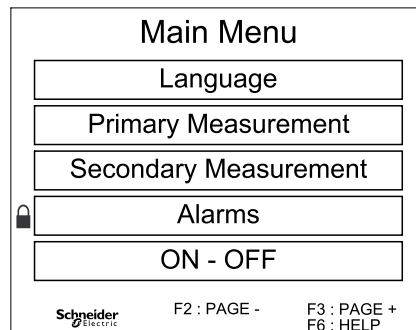 Main Menu
Language
Primary Measurement
Secondary Measurement
Alarms
ON - OFF
Schneider
Electric
F2 : PAGE -
F3 : PAGE +
F6 : HELP